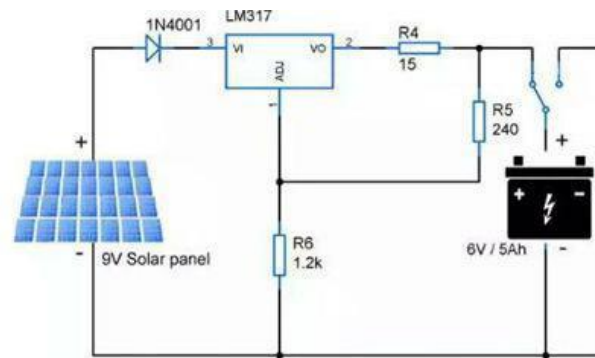 1N4001
LM317
3
VI
VO
2
ADJ
1
R4
15
R5
240
+
+
+
-
-
9V Solar panel
R6
1.2k
6V / 5Ah
-